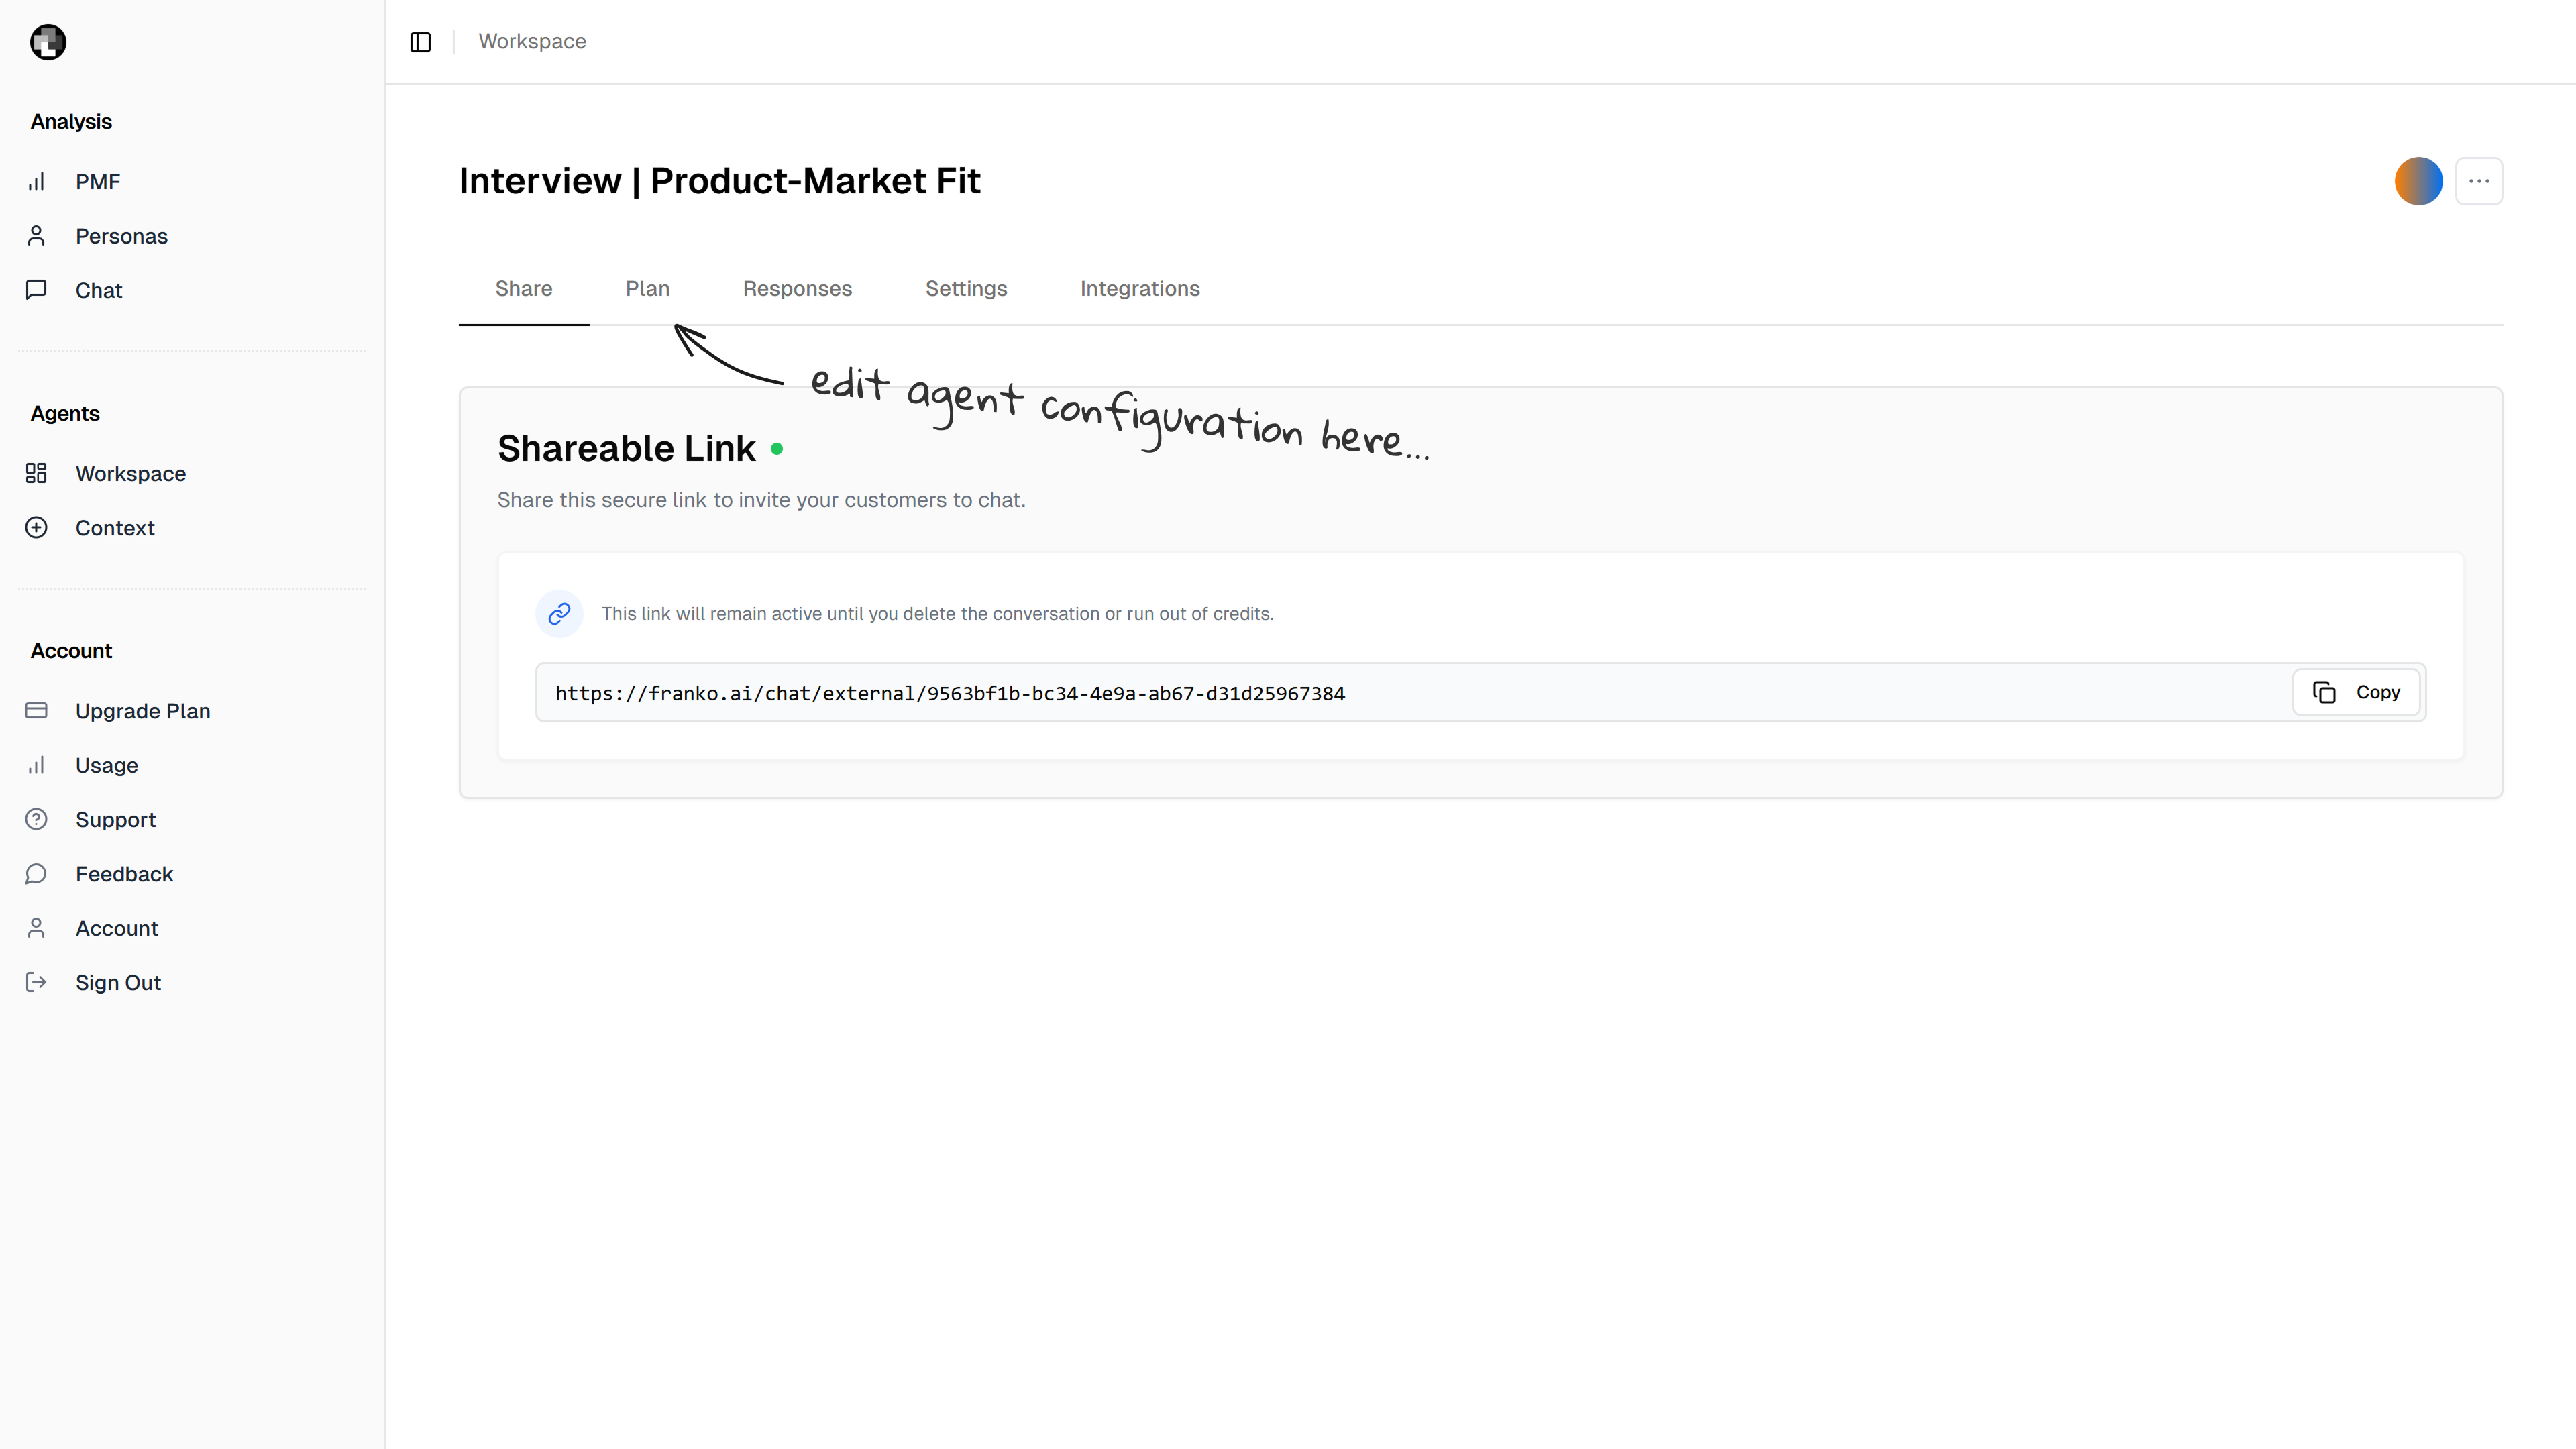 Analysis
PMF
Personas
Chat
Agents
Workspace
Context
Account
Upgrade Plan
Usage
Support
Feedback
Account
Sign Out
Workspace
Interview | Product-Market Fit
Share
Plan
Responses
Settings
Integrations
edit agent configuration here...
Shareable Link
Share this secure link to invite your customers to chat.
This link will remain active until you delete the conversation or run out of credits.
https://franko.ai/chat/external/9563bf1b-bc34-4e9a-ab67-d31d25967384
Copy